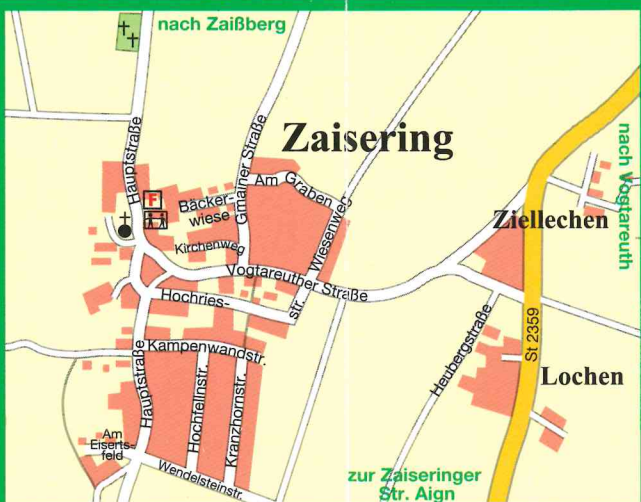 nach Zaißberg
Zaisering
Hauptstraße
F
Bäcker-
wiese
Gmainer Straße
Am Graben
Wiesenweg
Kirchenweg
Vogtareuther Straße
Hochries-
str.
Ziellechen
nach Vogtareuth
St 2359
Heubergstraße
Lochen
Kampenwandstr.
Hauptstraße
Hochfellnstr.
Kranzhornstr.
Am
Eiserts-
feld
Wendelsteinstr.
zur Zaiseringer
Str. Aign